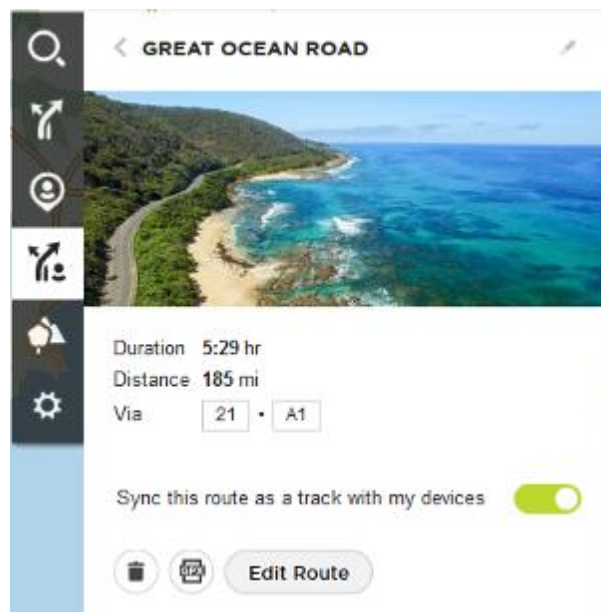 GREAT OCEAN ROAD
Duration 5:29 hr
Distance 185 mi
Via 21 • A1
Sync this route as a track with my devices
Edit Route